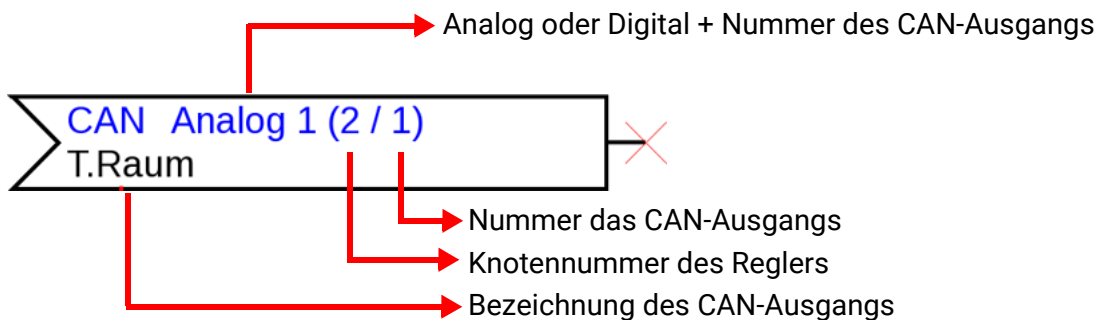 Analog oder Digital + Nummer des CAN-Ausgangs
CAN Analog 1 (2 / 1)
T.Raum
Nummer das CAN-Ausgangs
Knotennummer des Reglers
Bezeichnung des CAN-Ausgangs